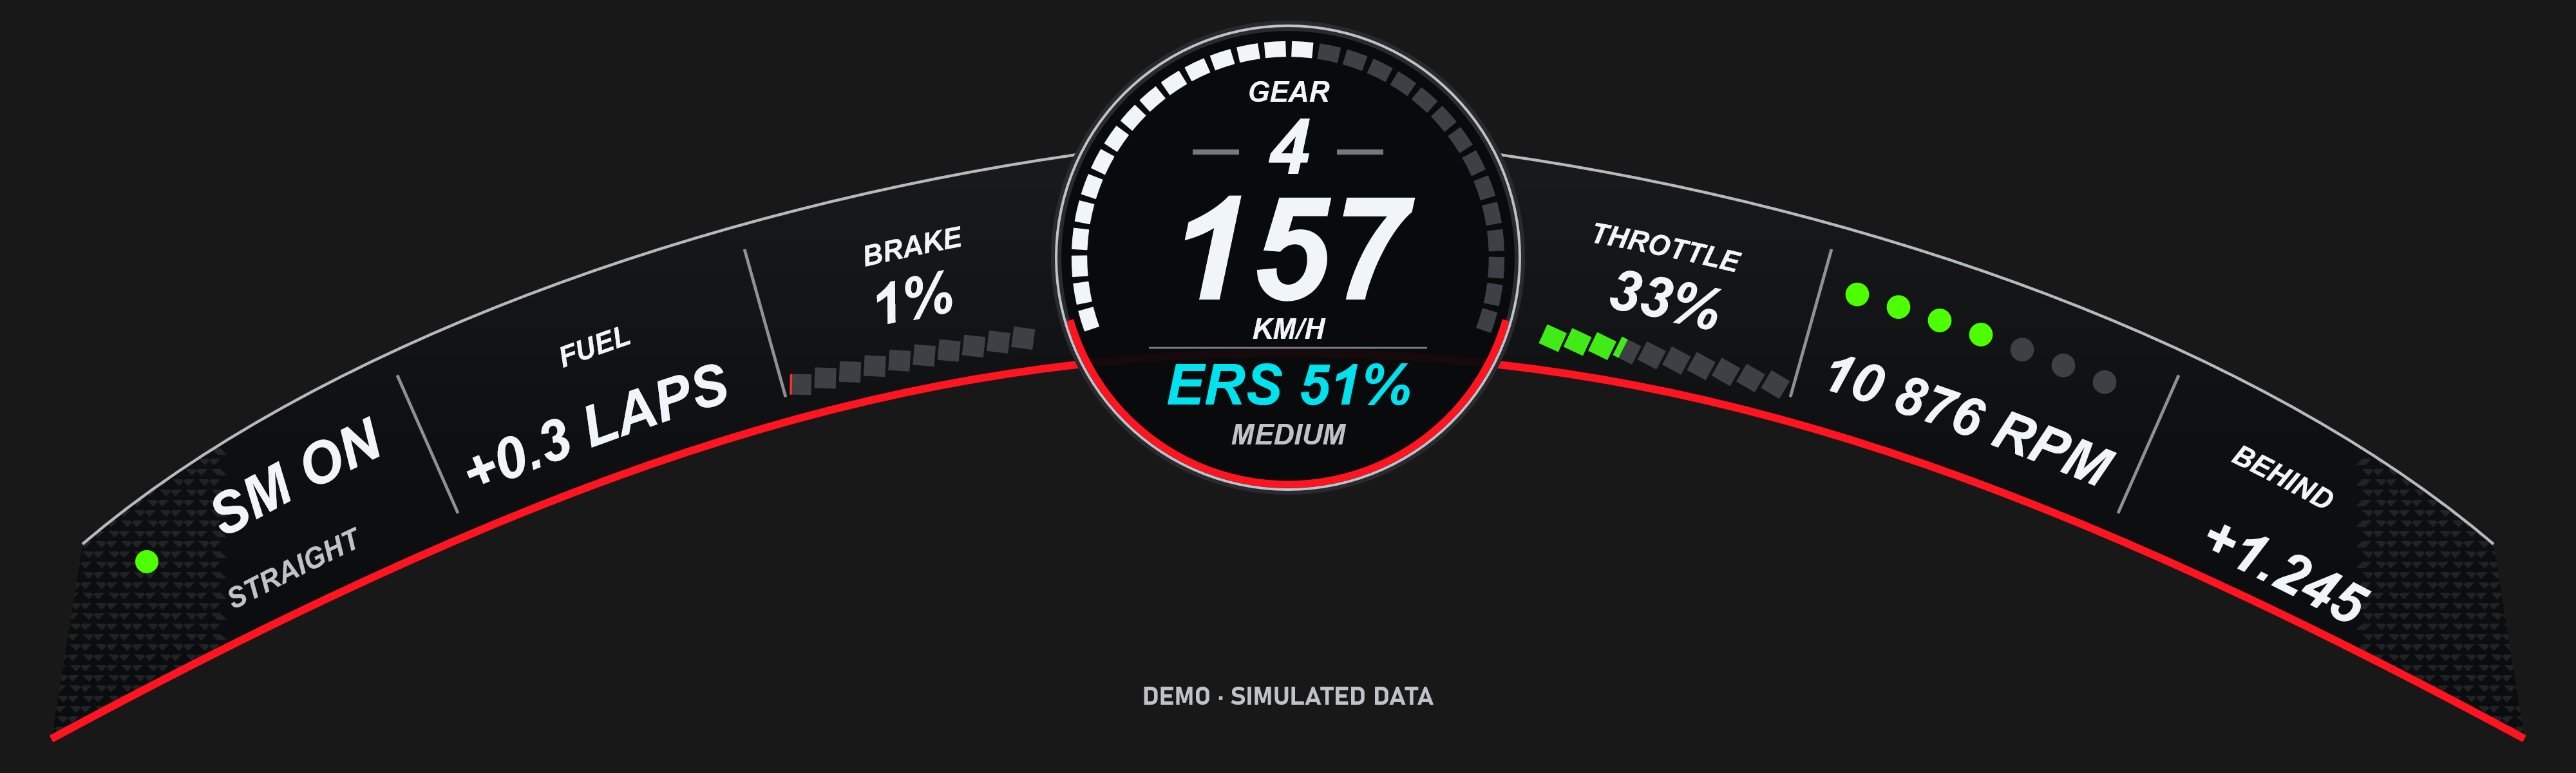 SM ON
STRAIGHT
FUEL
+0.3 LAPS
BRAKE
1%
GEAR
4
157
KM/H
ERS 51%
MEDIUM
THROTTLE
33%
10 876 RPM
BEHIND
+1.245
DEMO · SIMULATED DATA